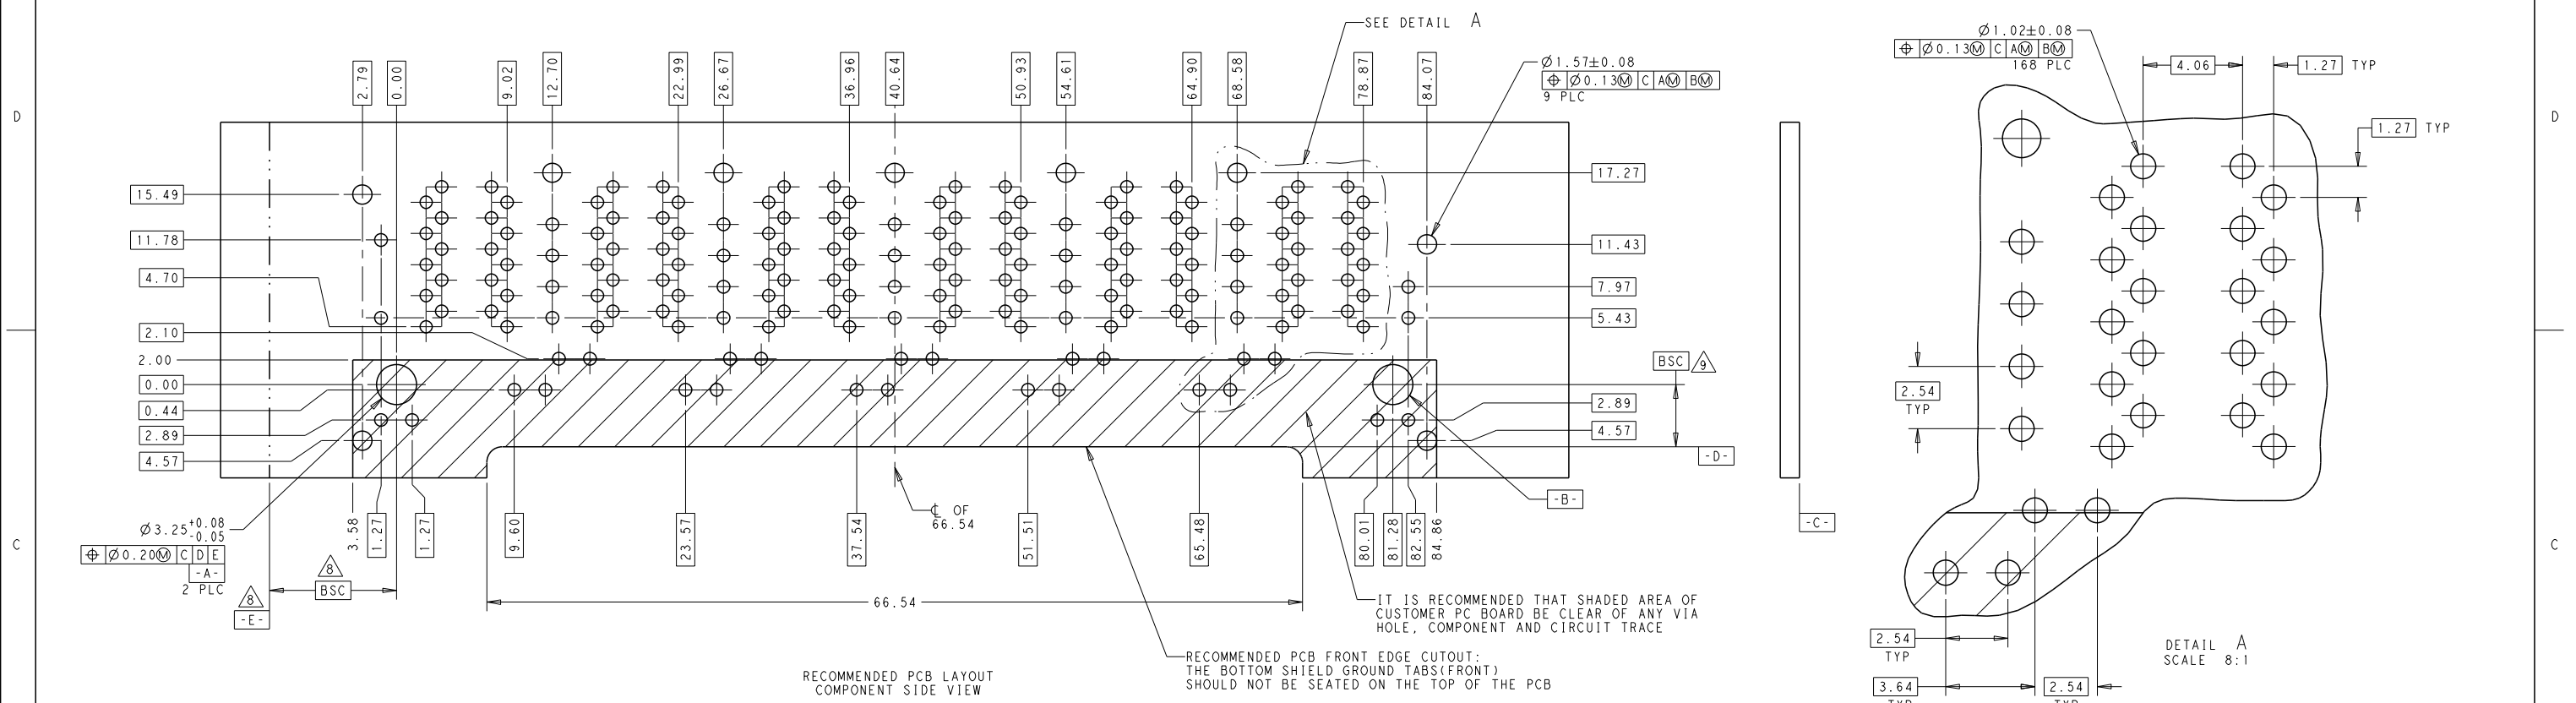 SEE DETAIL A
2.79
0.00
9.02
12.70
22.99
26.67
36.96
40.64
50.93
54.61
64.90
68.58
78.87
84.07
Ø1.57±0.08
⌖ Ø0.13Ⓜ C AⓂ BⓂ
9 PLC
D
15.49
11.78
4.70
2.10
2.00
0.00
0.44
2.89
4.57
17.27
11.43
7.97
5.43
BSC 9
2.89
4.57
-D-
-B-
C
Ø3.25 +0.08
-0.05
⌖ Ø0.20Ⓜ C D E
-A-
2 PLC
8
-E-
8
BSC
3.58
1.27
1.27
9.60
23.57
37.54
℄ OF
66.54
51.51
65.48
80.01
81.28
82.55
84.86
66.54
IT IS RECOMMENDED THAT SHADED AREA OF
CUSTOMER PC BOARD BE CLEAR OF ANY VIA
HOLE, COMPONENT AND CIRCUIT TRACE
RECOMMENDED PCB FRONT EDGE CUTOUT:
THE BOTTOM SHIELD GROUND TABS(FRONT)
SHOULD NOT BE SEATED ON THE TOP OF THE PCB
RECOMMENDED PCB LAYOUT
COMPONENT SIDE VIEW
-C-
Ø1.02±0.08
⌖ Ø0.13Ⓜ C AⓂ BⓂ
168 PLC
4.06
1.27 TYP
1.27 TYP
2.54
TYP
2.54
TYP
3.64
TYP
2.54
TYP
DETAIL A
SCALE 8:1
D
C